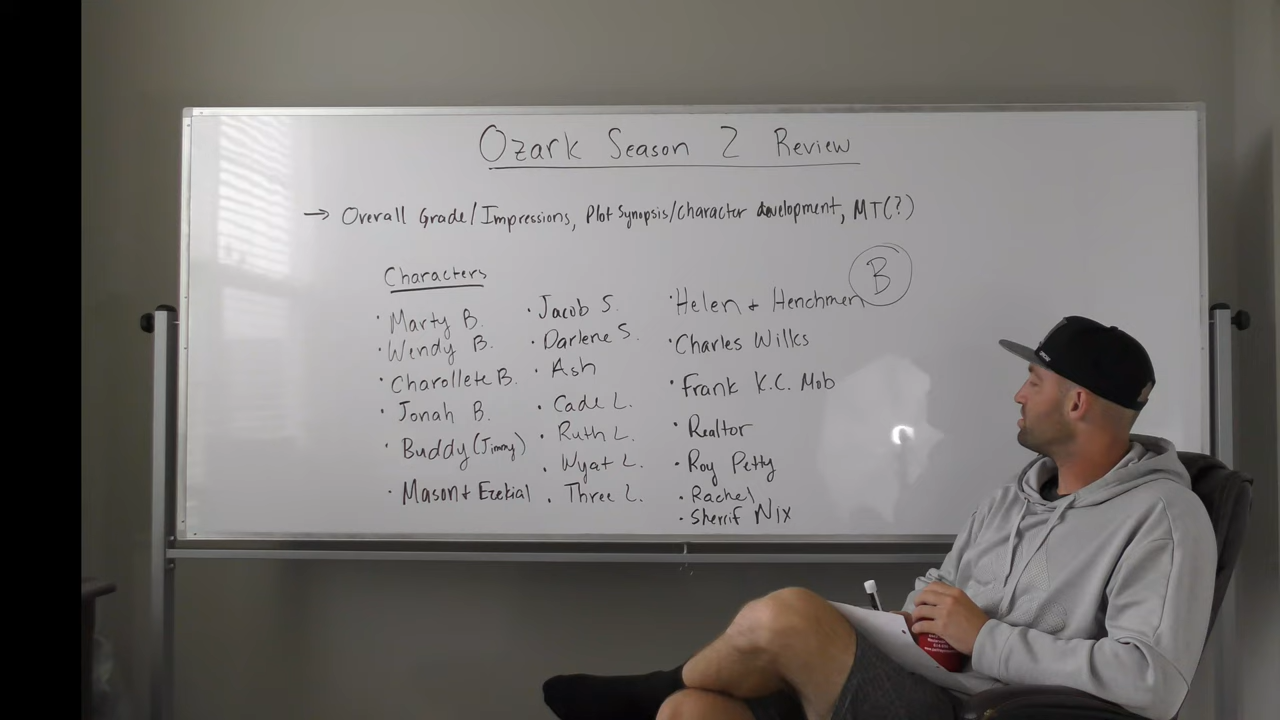 Ozark Season 2 Review
→ Overall Grade/Impressions, Plot Synopsis/Character development, MT(?)
B
Characters
· Marty B.
· Wendy B.
· Charollete B.
· Jonah B.
· Buddy (Jimmy)
· Mason + Ezekial
· Jacob S.
· Darlene S.
· Ash
· Cade L.
· Ruth L.
· Wyat L.
· Three L.
· Helen + Henchmen
· Charles Wilks
· Frank K.C. Mob
· Realtor
· Roy Petty
· Rachel
· Sherrif Nix